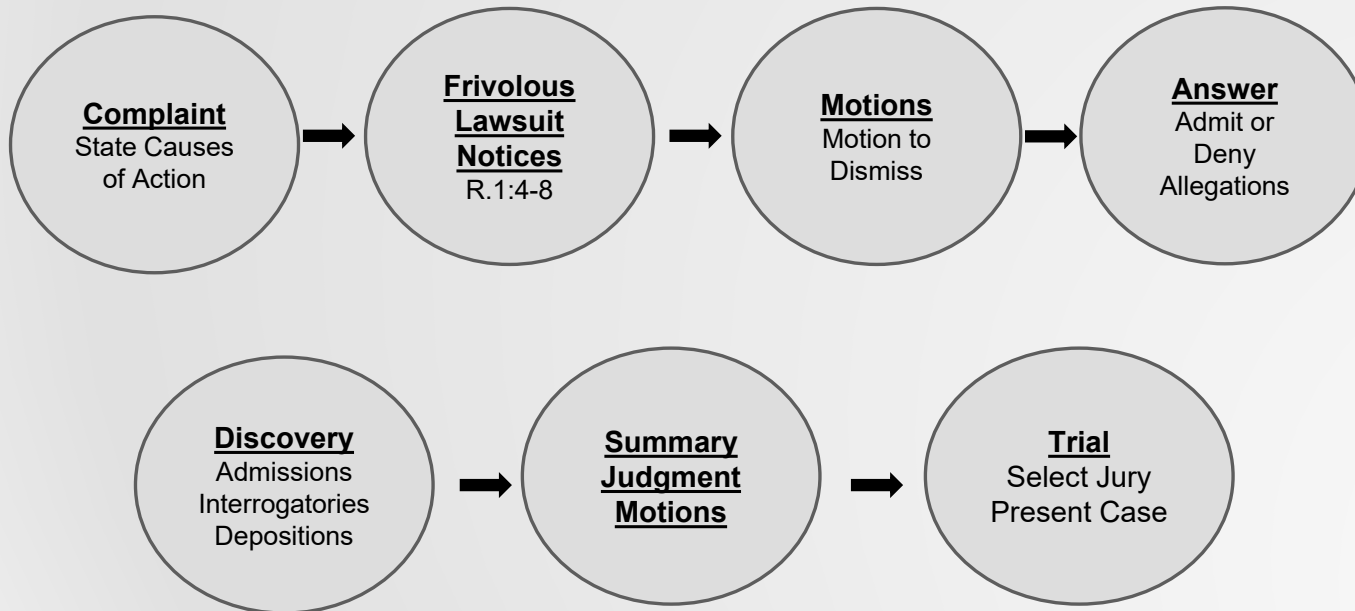 Complaint
State Causes
of Action
Frivolous
Lawsuit
Notices
R.1:4-8
Motions
Motion to
Dismiss
Answer
Admit or
Deny
Allegations
Discovery
Admissions
Interrogatories
Depositions
Summary
Judgment
Motions
Trial
Select Jury
Present Case